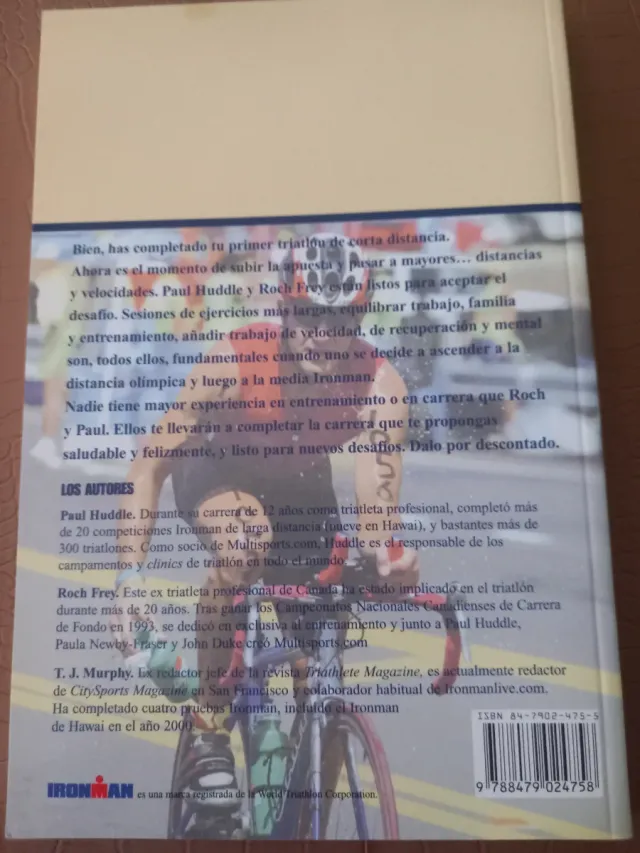 Bien, has completado tu primer triatlón de corta distancia.
Ahora es el momento de subir la apuesta y pasar a mayores... distancias
y velocidades. Paul Huddle y Roch Frey están listos para aceptar el
desafío. Sesiones de ejercicios más largas, equilibrar trabajo, familia
y entrenamiento, añadir trabajo de velocidad, de recuperación y mental
son, todos ellos, fundamentales cuando uno se decide a ascender a la
distancia olímpica y luego a la media Ironman.
Nadie tiene mayor experiencia en entrenamiento o en carrera que Roch
y Paul. Ellos te llevarán a completar la carrera que te propongas
saludable y felizmente, y listo para nuevos desafíos. Dalo por descontado.
LOS AUTORES
Paul Huddle. Durante su carrera de 12 años como triatleta profesional, completó más
de 20 competiciones Ironman de larga distancia (nueve en Hawai), y bastantes más de
300 triatlones. Como socio de Multisports.com, Huddle es el responsable de los
campamentos y clinics de triatlón en todo el mundo.
Roch Frey. Este ex triatleta profesional de Canada ha estado implicado en el triatlón
durante más de 20 años. Tras ganar los Campeonatos Nacionales Canadienses de Carrera
de Fondo en 1993, se dedicó en exclusiva al entrenamiento y junto a Paul Huddle,
Paula Newby-Fraser y John Duke creó Multisports.com
T. J. Murphy. Ex redactor jefe de la revista Triathlete Magazine, es actualmente redactor
de CitySports Magazine en San Francisco y colaborador habitual de Ironmanlive.com.
Ha completado cuatro pruebas Ironman, incluido el Ironman
de Hawai en el año 2000.
ISBN 84-7902-475-5
9 788479 024758
IRONMAN es una marca registrada de la World Triathlon Corporation.